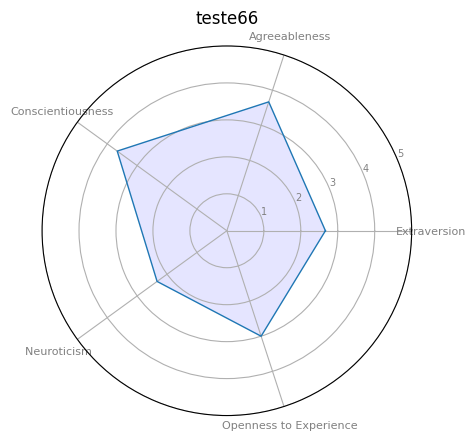 teste66
Agreeableness
Conscientiousness
5
4
3
2
1
Extraversion
Neuroticism
Openness to Experience